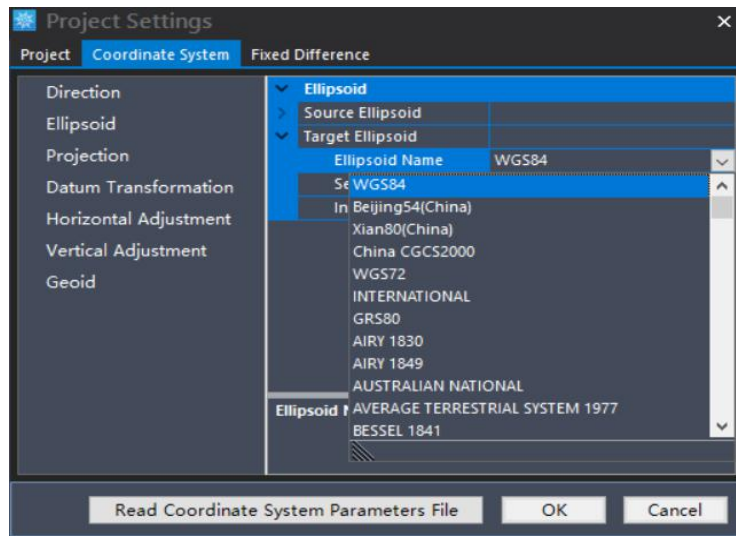 Project Settings
Project Coordinate System Fixed Difference
Direction
Ellipsoid
Projection
Datum Transformation
Horizontal Adjustment
Vertical Adjustment
Geoid
Ellipsoid
Source Ellipsoid
Target Ellipsoid
Ellipsoid Name WGS84
WGS84
Beijing54(China)
Xian80(China)
China CGCS2000
WGS72
INTERNATIONAL
GRS80
AIRY 1830
AIRY 1849
AUSTRALIAN NATIONAL
Ellipsoid AVERAGE TERRESTRIAL SYSTEM 1977
BESSEL 1841
Read Coordinate System Parameters File OK Cancel